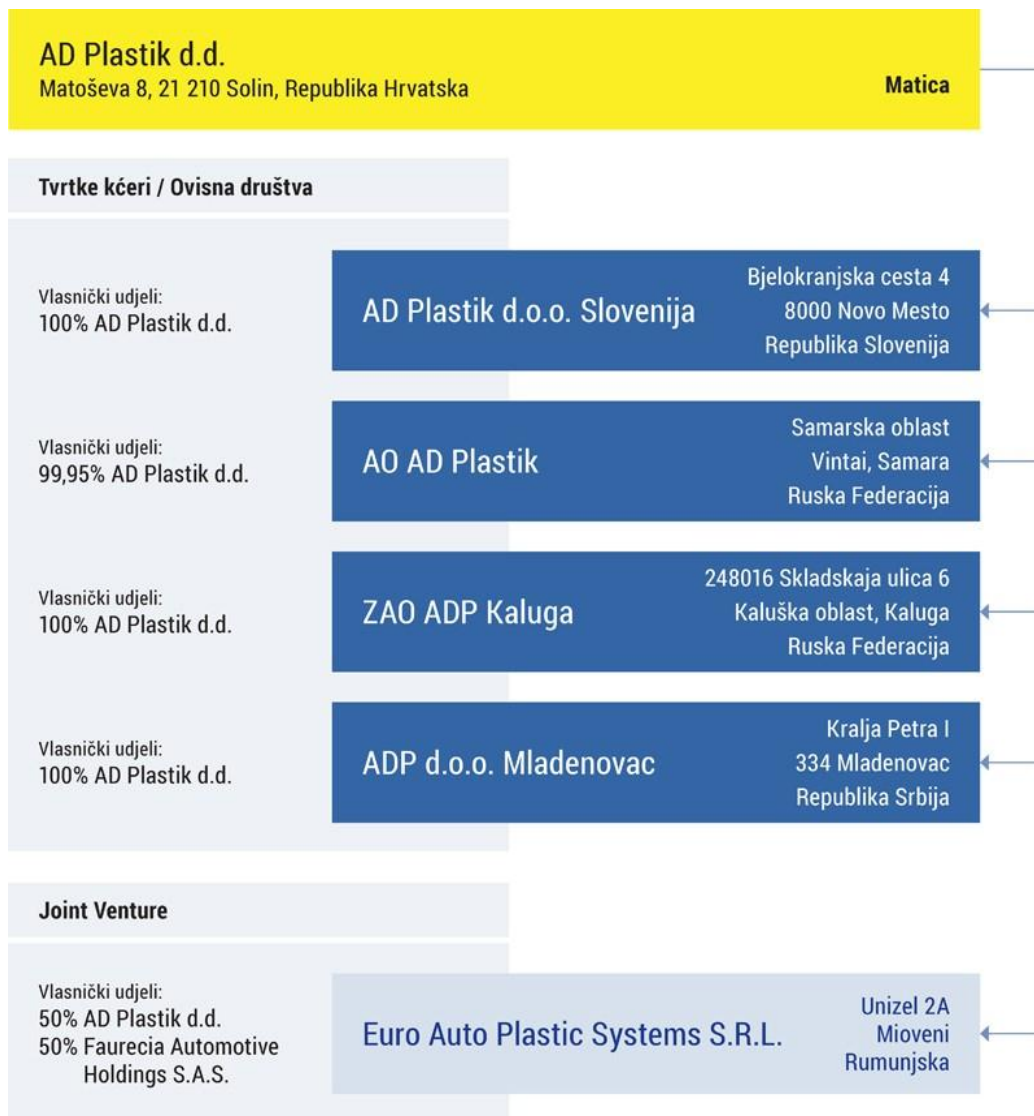 AD Plastik d.d.
Matoševa 8, 21 210 Solin, Republika Hrvatska
Matica
Tvrtke kćeri / Ovisna društva
Vlasnički udjeli:
100% AD Plastik d.d.
AD Plastik d.o.o. Slovenija
Bjelokranjska cesta 4
8000 Novo Mesto
Republika Slovenija
Vlasnički udjeli:
99,95% AD Plastik d.d.
AO AD Plastik
Samarska oblast
Vintai, Samara
Ruska Federacija
Vlasnički udjeli:
100% AD Plastik d.d.
ZAO ADP Kaluga
248016 Skladskaja ulica 6
Kaluška oblast, Kaluga
Ruska Federacija
Vlasnički udjeli:
100% AD Plastik d.d.
ADP d.o.o. Mladenovac
Kralja Petra I
334 Mladenovac
Republika Srbija
Joint Venture
Vlasnički udjeli:
50% AD Plastik d.d.
50% Faurecia Automotive
Holdings S.A.S.
Euro Auto Plastic Systems S.R.L.
Unizel 2A
Mioveni
Rumunjska